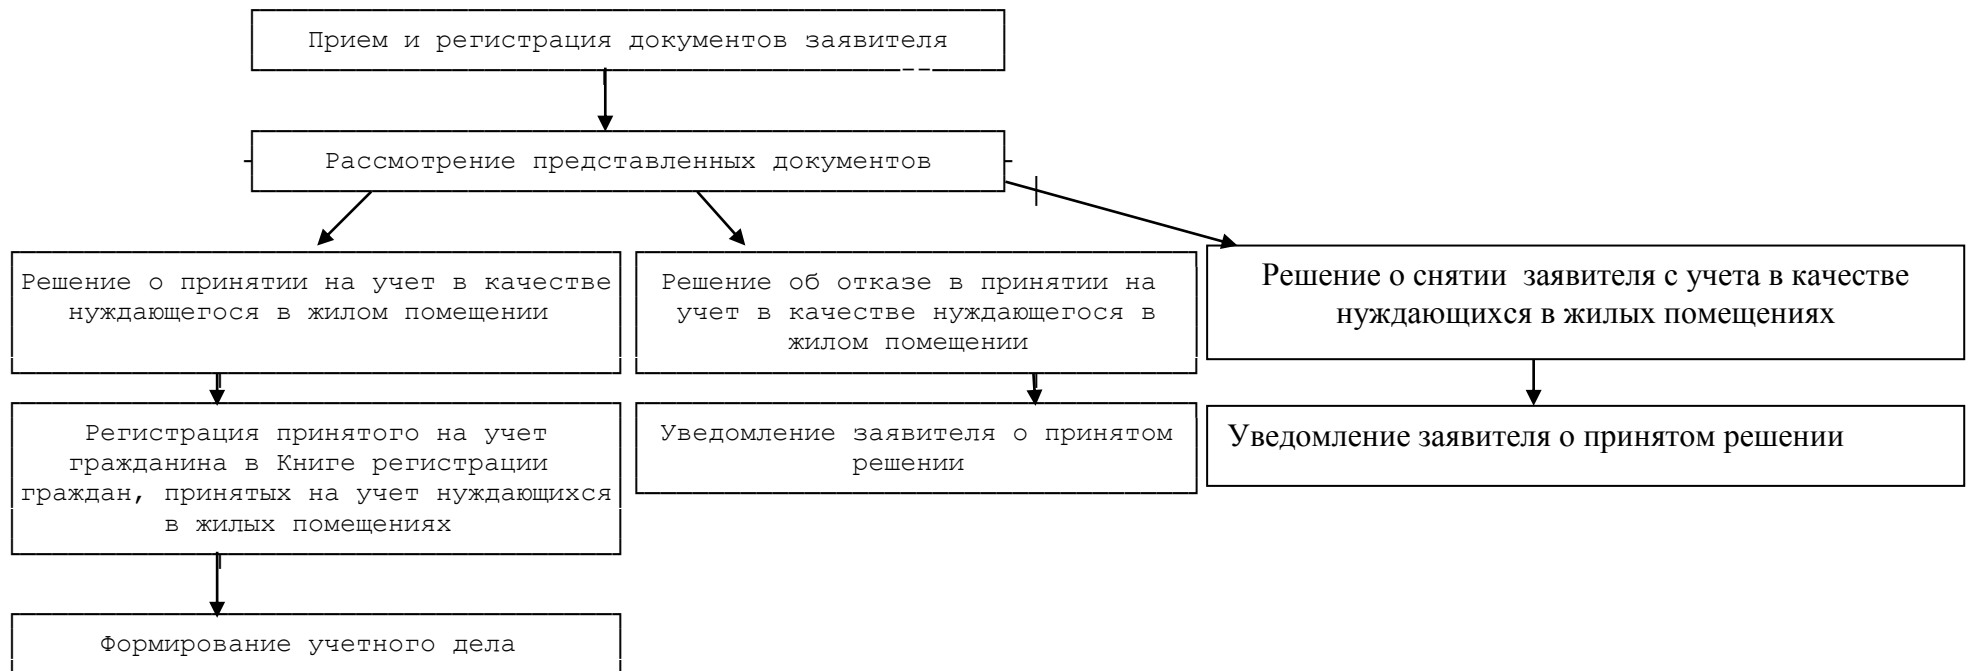 Прием и регистрация документов заявителя
Рассмотрение представленных документов
Решение о принятии на учет в качестве
нуждающегося в жилом помещении
Решение об отказе в принятии на
учет в качестве нуждающегося в
жилом помещении
Решение о снятии  заявителя с учета в качестве
нуждающихся в жилых помещениях
Регистрация принятого на учет
гражданина в Книге регистрации
граждан, принятых на учет нуждающихся
в жилых помещениях
Уведомление заявителя о принятом
решении
Уведомление заявителя о принятом решении
Формирование учетного дела